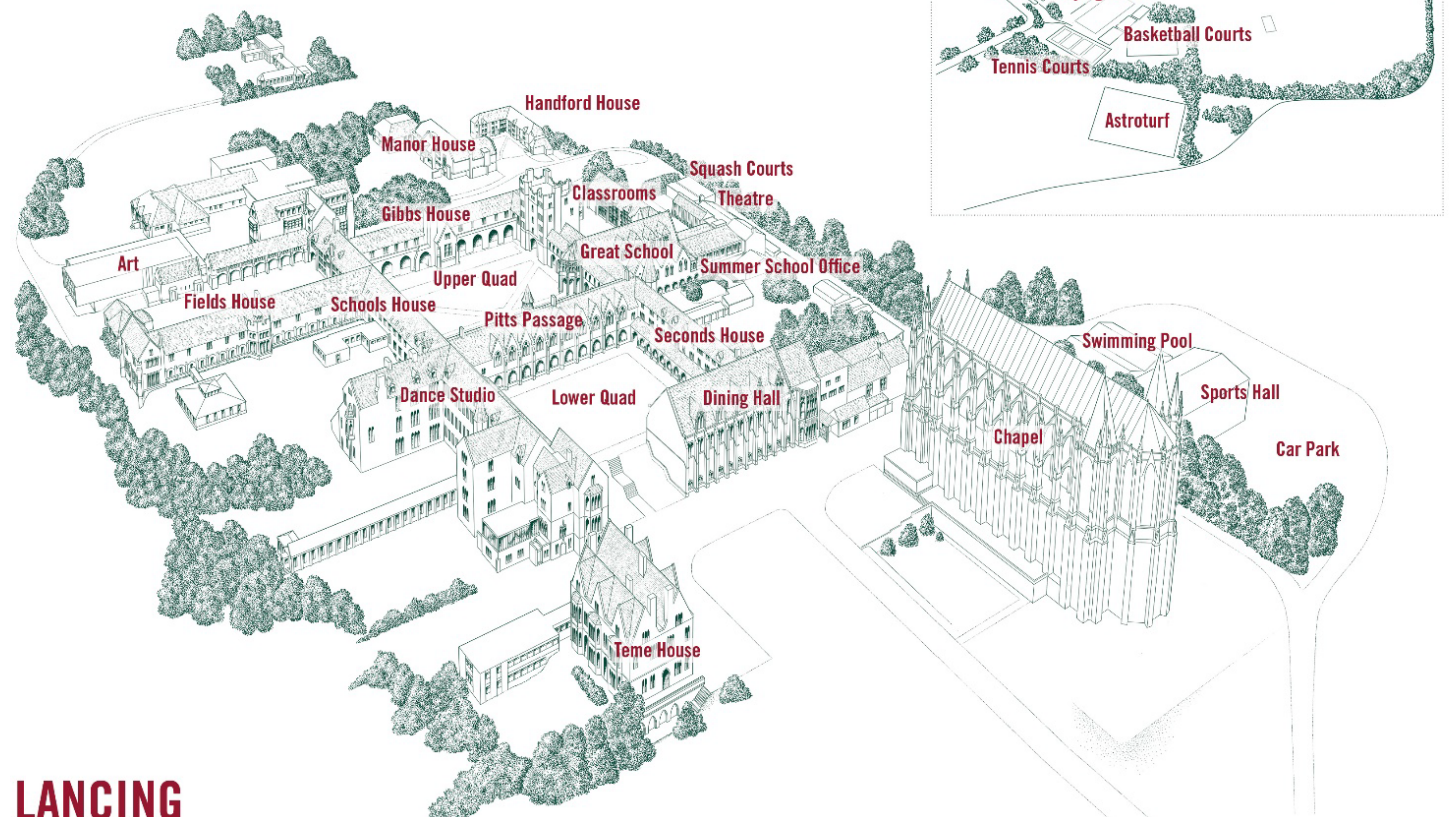 Basketball Courts
Tennis Courts
Handford House
Astroturf
Manor House
Squash Courts
Classrooms
Theatre
Gibbs House
Great School
Art
Summer School Office
Upper Quad
Fields House
Schools House
Pitts Passage
Seconds House
Swimming Pool
Dance Studio
Lower Quad
Dining Hall
Sports Hall
Chapel
Car Park
Teme House
LANCING